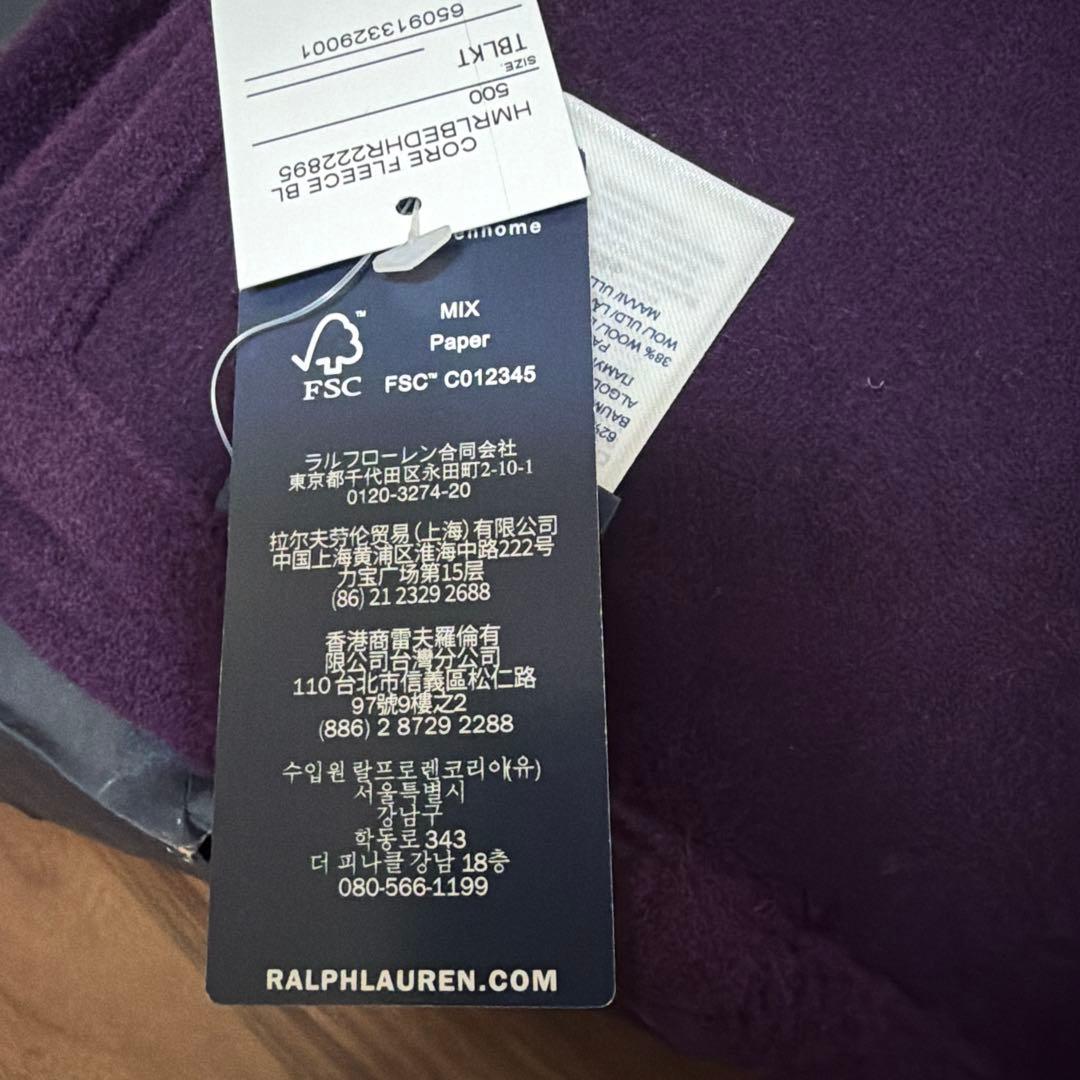 CORE FLEECE BL
HMRLBEDHR222895
500
SIZE.
TBLKT
650913329001
MIX
Paper
FSC™ C012345
FSC™
ラルフローレン合同会社
東京都千代田区永田町2-10-1
0120-3274-20
拉尔夫劳伦贸易(上海)有限公司
中国上海黄浦区淮海中路222号
力宝广场第15层
(86) 21 2329 2688
香港商雷夫羅倫有
限公司台灣分公司
110 台北市信義區松仁路
97號9樓之2
(886) 2 8729 2288
수입원 랄프로렌코리아(유)
서울특별시
강남구
학동로 343
더 피나클 강남 18층
080-566-1199
RALPHLAUREN.COM
62%
38% WOOL/
WOL/ ULD/